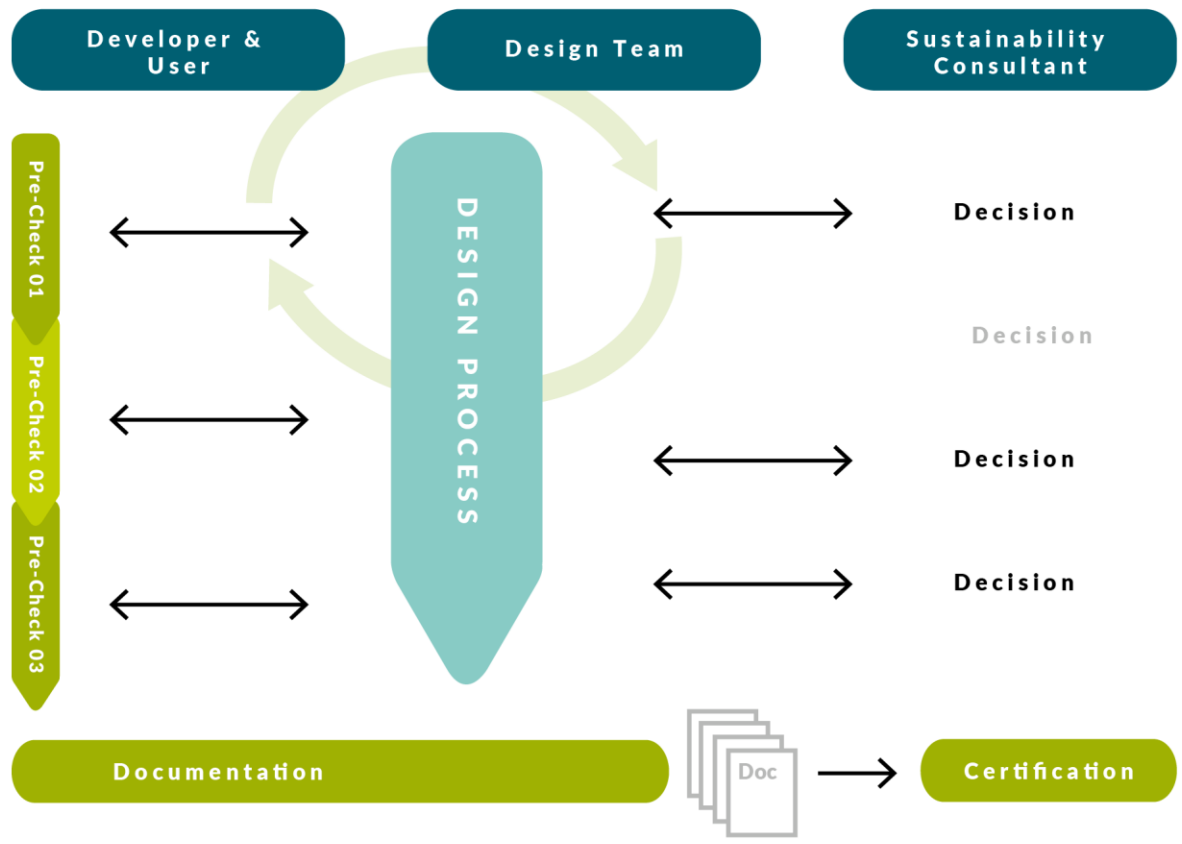 Developer &
User
Design Team
Sustainability
Consultant
Pre-Check 01
Pre-Check 02
Pre-Check 03
DESIGN PROCESS
Decision
Decision
Decision
Decision
Documentation
Doc
Certification